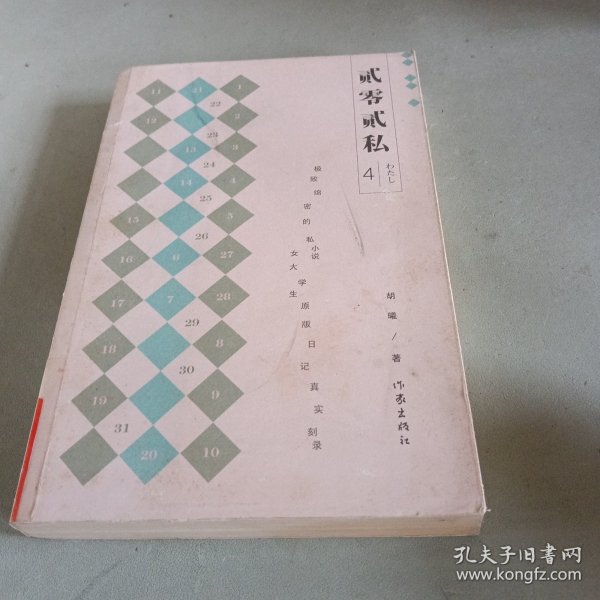 贰零贰私
わたし
4
极致绵密的私小说
女大学生原版日记真实刻录
胡曦/著
作家出版社
11 21 1
22
12 2
23
13 3
24
14 4
25
15 5
26
16 6 27
17 7 28
29
18 8
30
19 9
31
20 10
孔夫子旧书网
www.kongfz.com